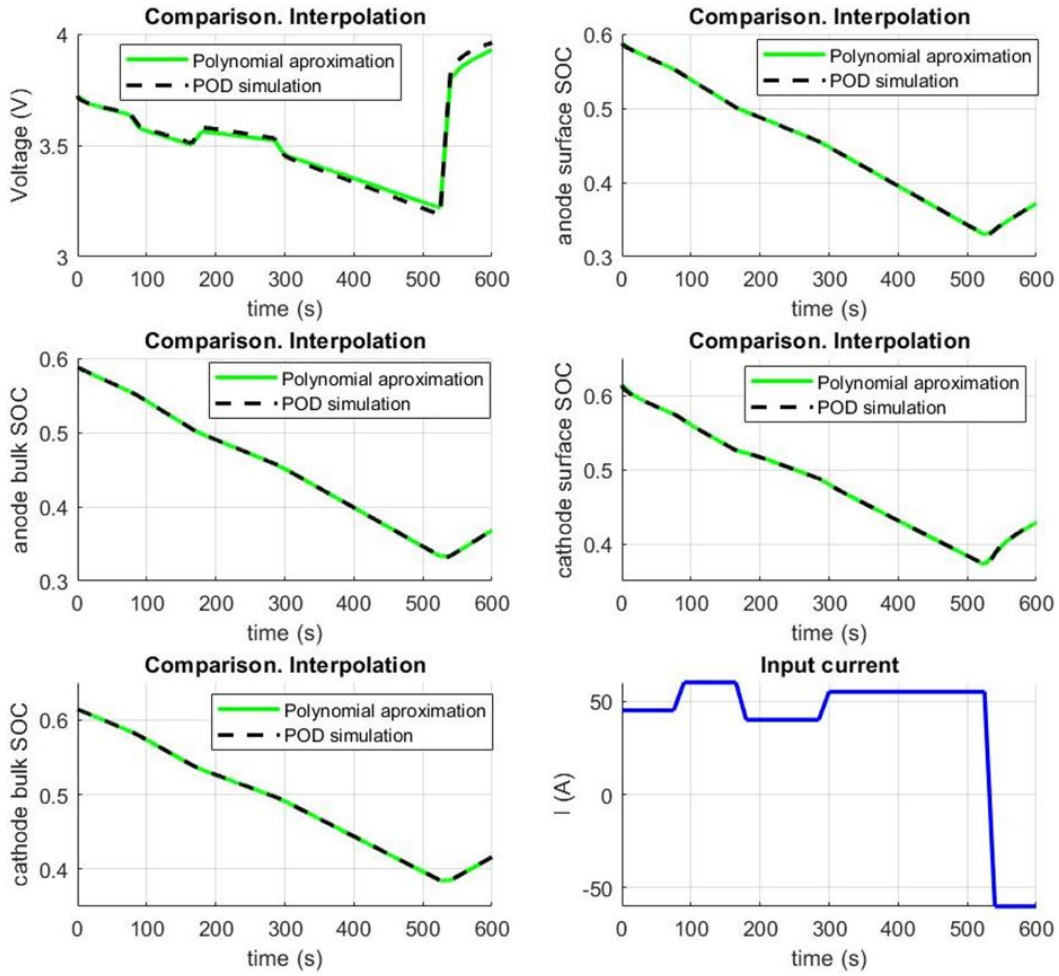 Comparison. Interpolation
4
3.5
3
Voltage (V)
Polynomial aproximation
POD simulation
0 100 200 300 400 500 600
time (s)
Comparison. Interpolation
0.6
0.5
0.4
0.3
anode surface SOC
Polynomial aproximation
POD simulation
0 100 200 300 400 500 600
time (s)
Comparison. Interpolation
0.6
0.5
0.4
0.3
anode bulk SOC
Polynomial aproximation
POD simulation
0 100 200 300 400 500 600
time (s)
Comparison. Interpolation
0.6
0.5
0.4
cathode surface SOC
Polynomial aproximation
POD simulation
0 100 200 300 400 500 600
time (s)
Comparison. Interpolation
0.6
0.5
0.4
cathode bulk SOC
Polynomial aproximation
POD simulation
0 100 200 300 400 500 600
time (s)
Input current
50
0
-50
I (A)
0 100 200 300 400 500 600
time (s)